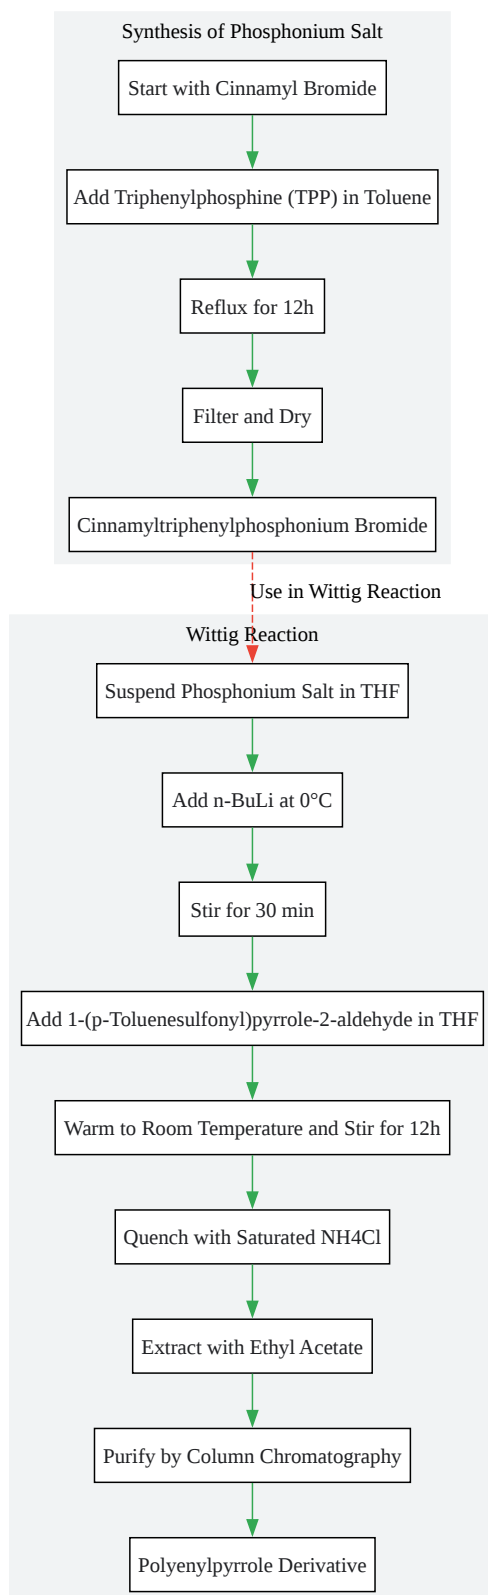 Synthesis of Phosphonium Salt
Start with Cinnamyl Bromide
Add Triphenylphosphine (TPP) in Toluene
Reflux for 12h
Filter and Dry
Cinnamyltriphenylphosphonium Bromide
Use in Wittig Reaction
Wittig Reaction
Suspend Phosphonium Salt in THF
Add n-BuLi at 0°C
Stir for 30 min
Add 1-(p-Toluenesulfonyl)pyrrole-2-aldehyde in THF
Warm to Room Temperature and Stir for 12h
Quench with Saturated NH4Cl
Extract with Ethyl Acetate
Purify by Column Chromatography
Polyenylpyrrole Derivative